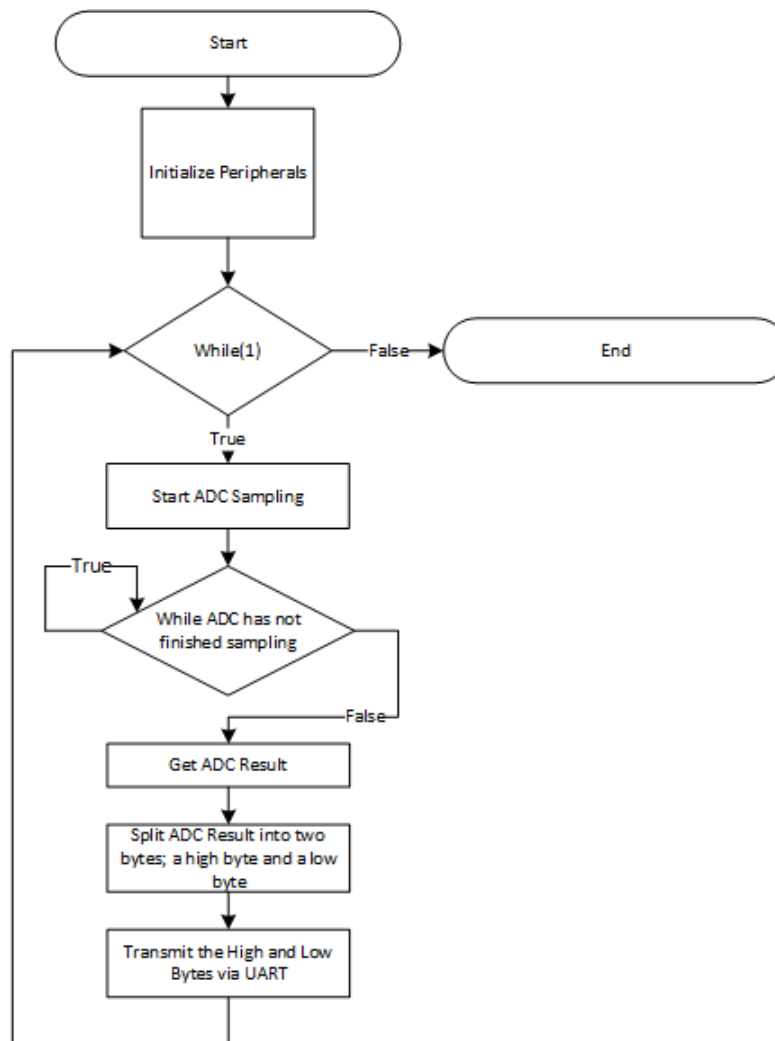 Start
Initialize Peripherals
While(1)
False
End
True
Start ADC Sampling
True
While ADC has not
finished sampling
False
Get ADC Result
Split ADC Result into two
bytes; a high byte and a low
byte
Transmit the High and Low
Bytes via UART